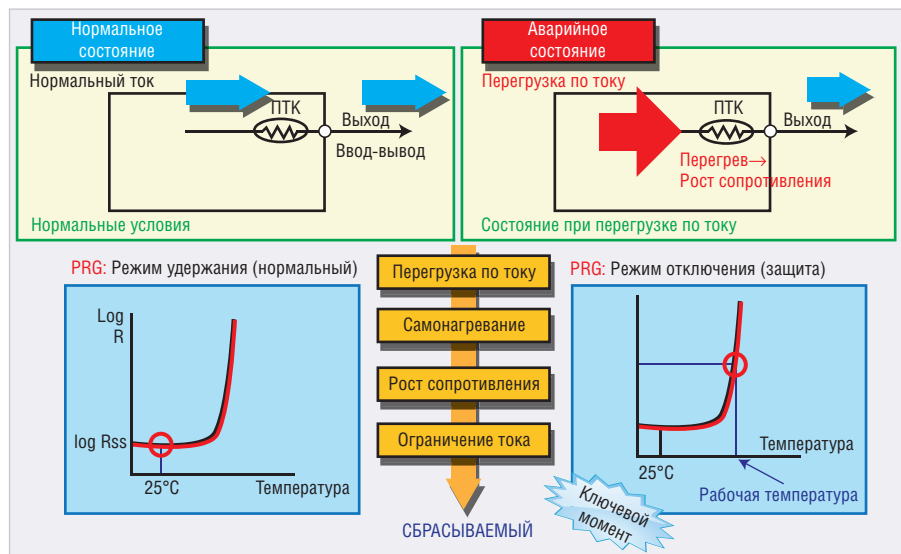 Нормальное
состояние
Нормальный ток
ПТК
Выход
Ввод-вывод
Нормальные условия
Аварийное
состояние
Перегрузка по току
ПТК
Выход
Перегрев→
Рост сопротивления
Состояние при перегрузке по току
PRG: Режим удержания (нормальный)
Log
R
log Rss
25°C
Температура
Перегрузка по току
Самонагревание
Рост сопротивления
Ограничение тока
СБРАСЫВАЕМЫЙ
PRG: Режим отключения (защита)
Температура
25°C
Рабочая температура
Ключевой
момент